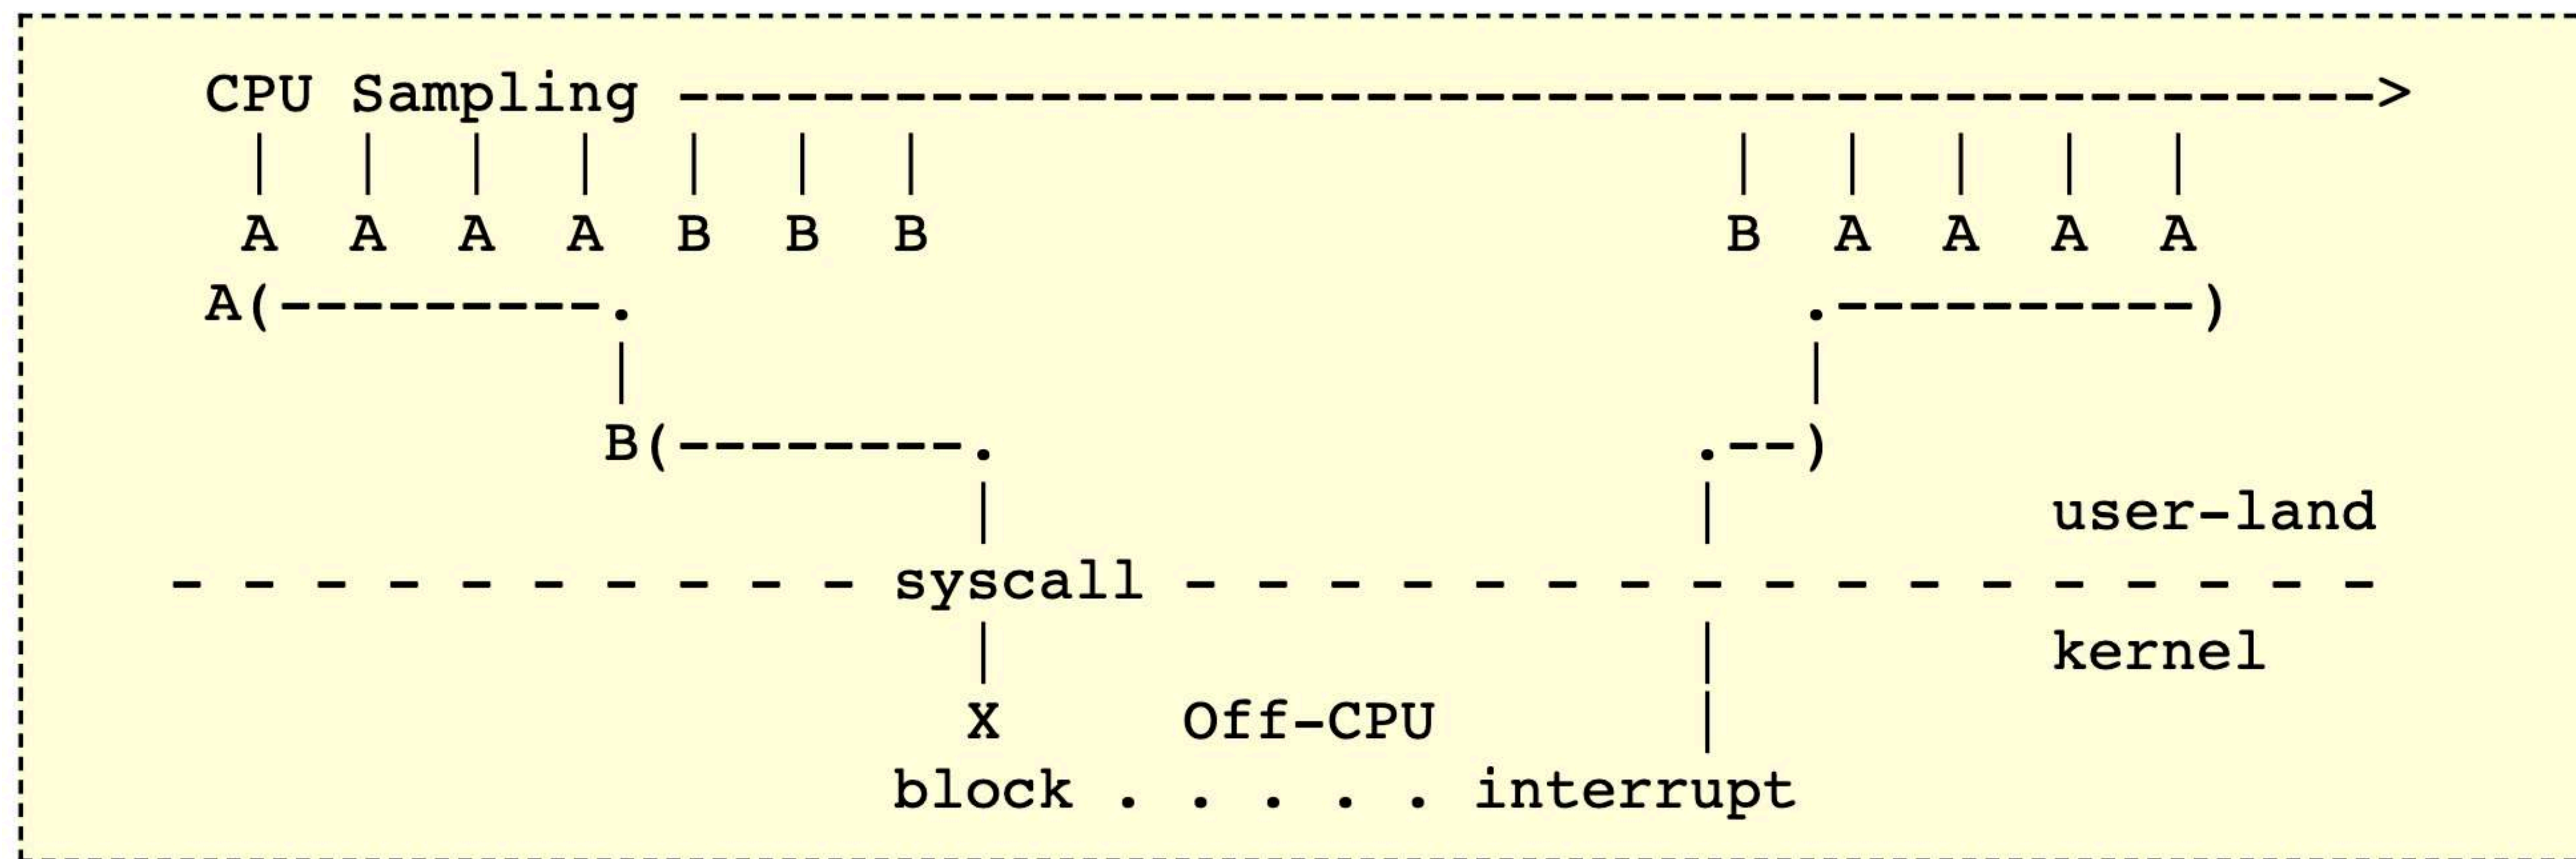 CPU Sampling ----------------------------------------------->
| | | | | | | | | | | |
A A A A B B B B A A A A
A(---------. .----------)
| |
B(--------. .--)
| | user-land
- - - - - - - - - - syscall - - - - - - - - - - - - - - - - -
| | kernel
X Off-CPU |
block . . . . . interrupt